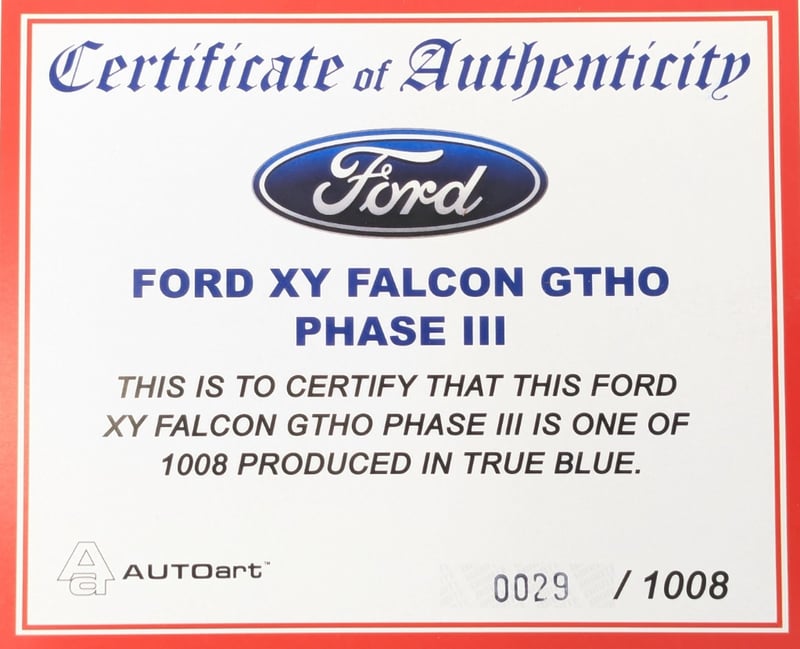 Certificate of Authenticity
Ford
FORD XY FALCON GTHO
PHASE III
THIS IS TO CERTIFY THAT THIS FORD
XY FALCON GTHO PHASE III IS ONE OF
1008 PRODUCED IN TRUE BLUE.
Aa AUTOart™
0029 / 1008